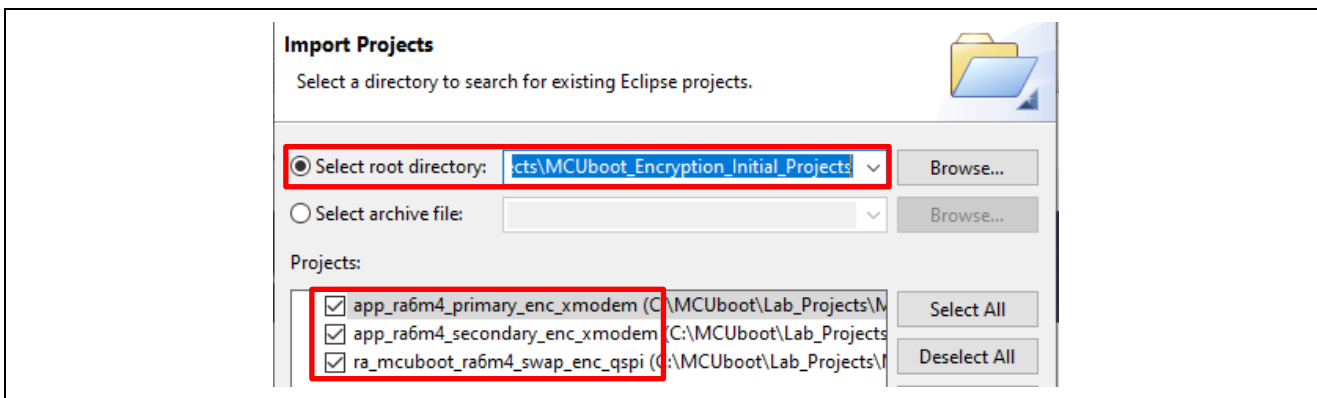 Import Projects
Select a directory to search for existing Eclipse projects.
Select root directory: :cts\MCUboot_Encryption_Initial_Projects Browse...
Select archive file: Browse...
Projects:
app_ra6m4_primary_enc_xmodem (C:\MCUboot\Lab_Projects\M Select All
app_ra6m4_secondary_enc_xmodem (C:\MCUboot\Lab_Projects
ra_mcuboot_ra6m4_swap_enc_qspi (C:\MCUboot\Lab_Projects\ Deselect All